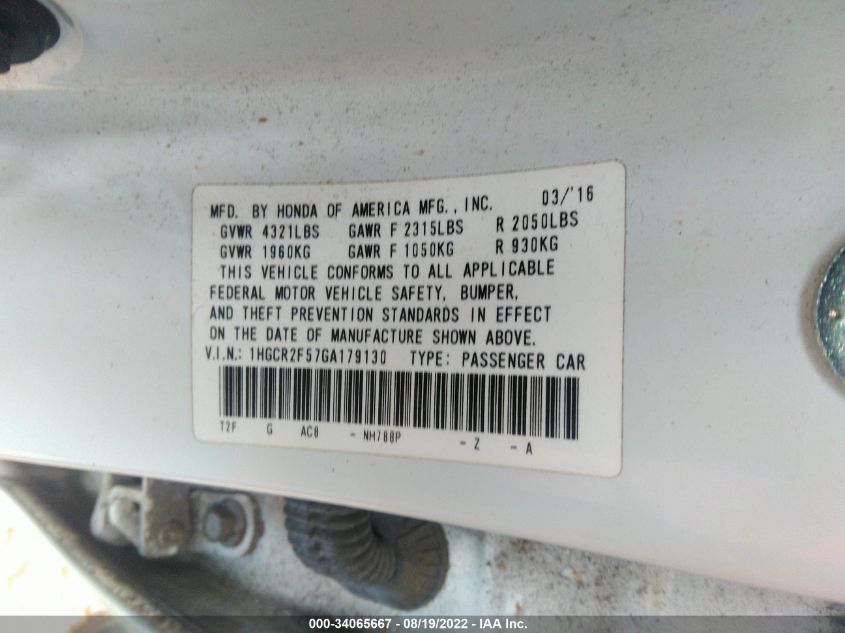 MFD. BY HONDA OF AMERICA MFG., INC. 03/'16
GVWR 4321LBS GAWR F 2315LBS R 2050LBS
GVWR 1960KG GAWR F 1050KG R 930KG
THIS VEHICLE CONFORMS TO ALL APPLICABLE
FEDERAL MOTOR VEHICLE SAFETY, BUMPER,
AND THEFT PREVENTION STANDARDS IN EFFECT
ON THE DATE OF MANUFACTURE SHOWN ABOVE.
V.I.N.: 1HGCR2F57GA179130 TYPE: PASSENGER CAR
T2F G AC8 - NH788P - Z - A
000-34065667 - 08/19/2022 - IAA Inc.